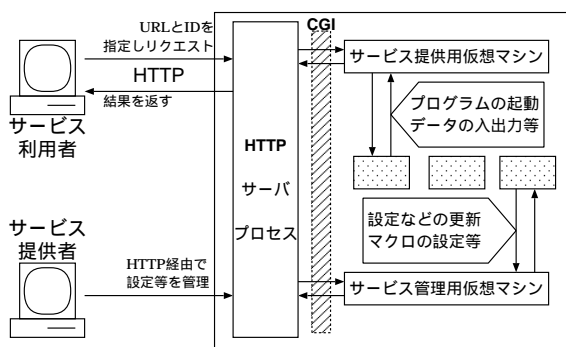 URLとIDを
指定しリクエスト
HTTP
結果を返す
サービス
利用者
サービス
提供者
HTTP経由で
設定等を管理
HTTP
サーバ
プロセス
CGI
サービス提供用仮想マシン
プログラムの起動
データの入出力等
設定などの更新
マクロの設定等
サービス管理用仮想マシン